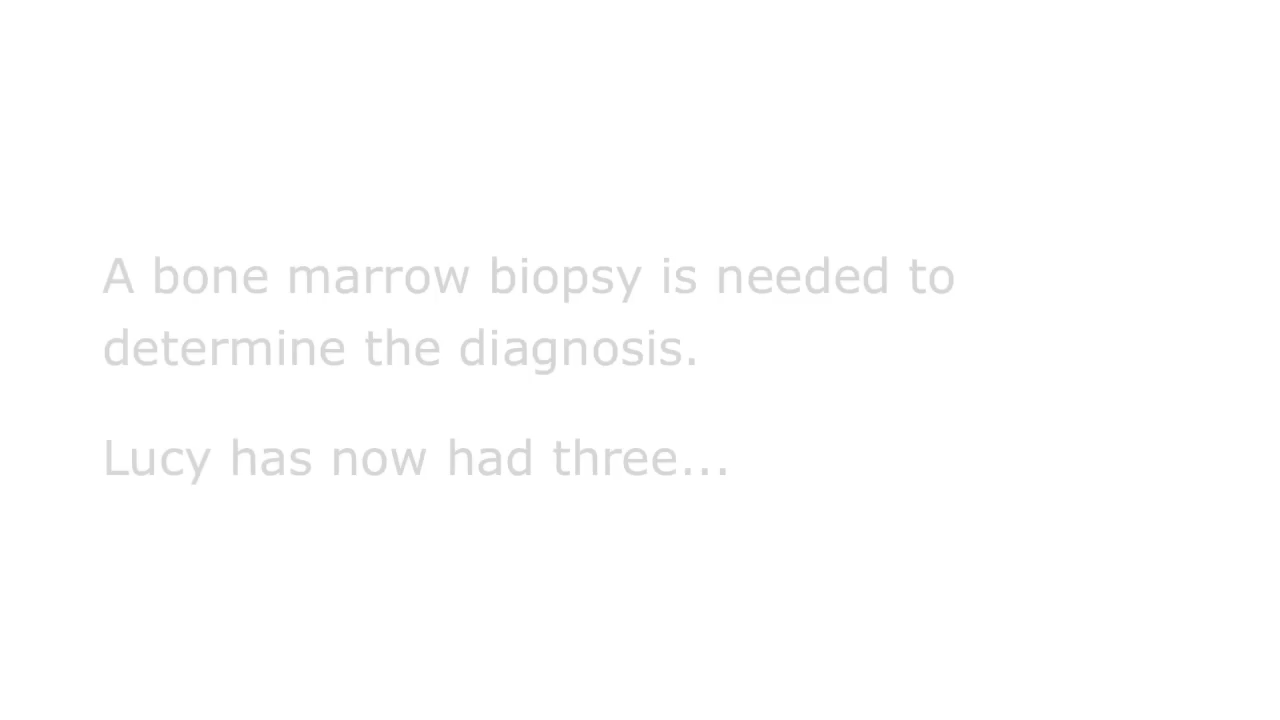 A bone marrow biopsy is needed to
determine the diagnosis.
Lucy has now had three...